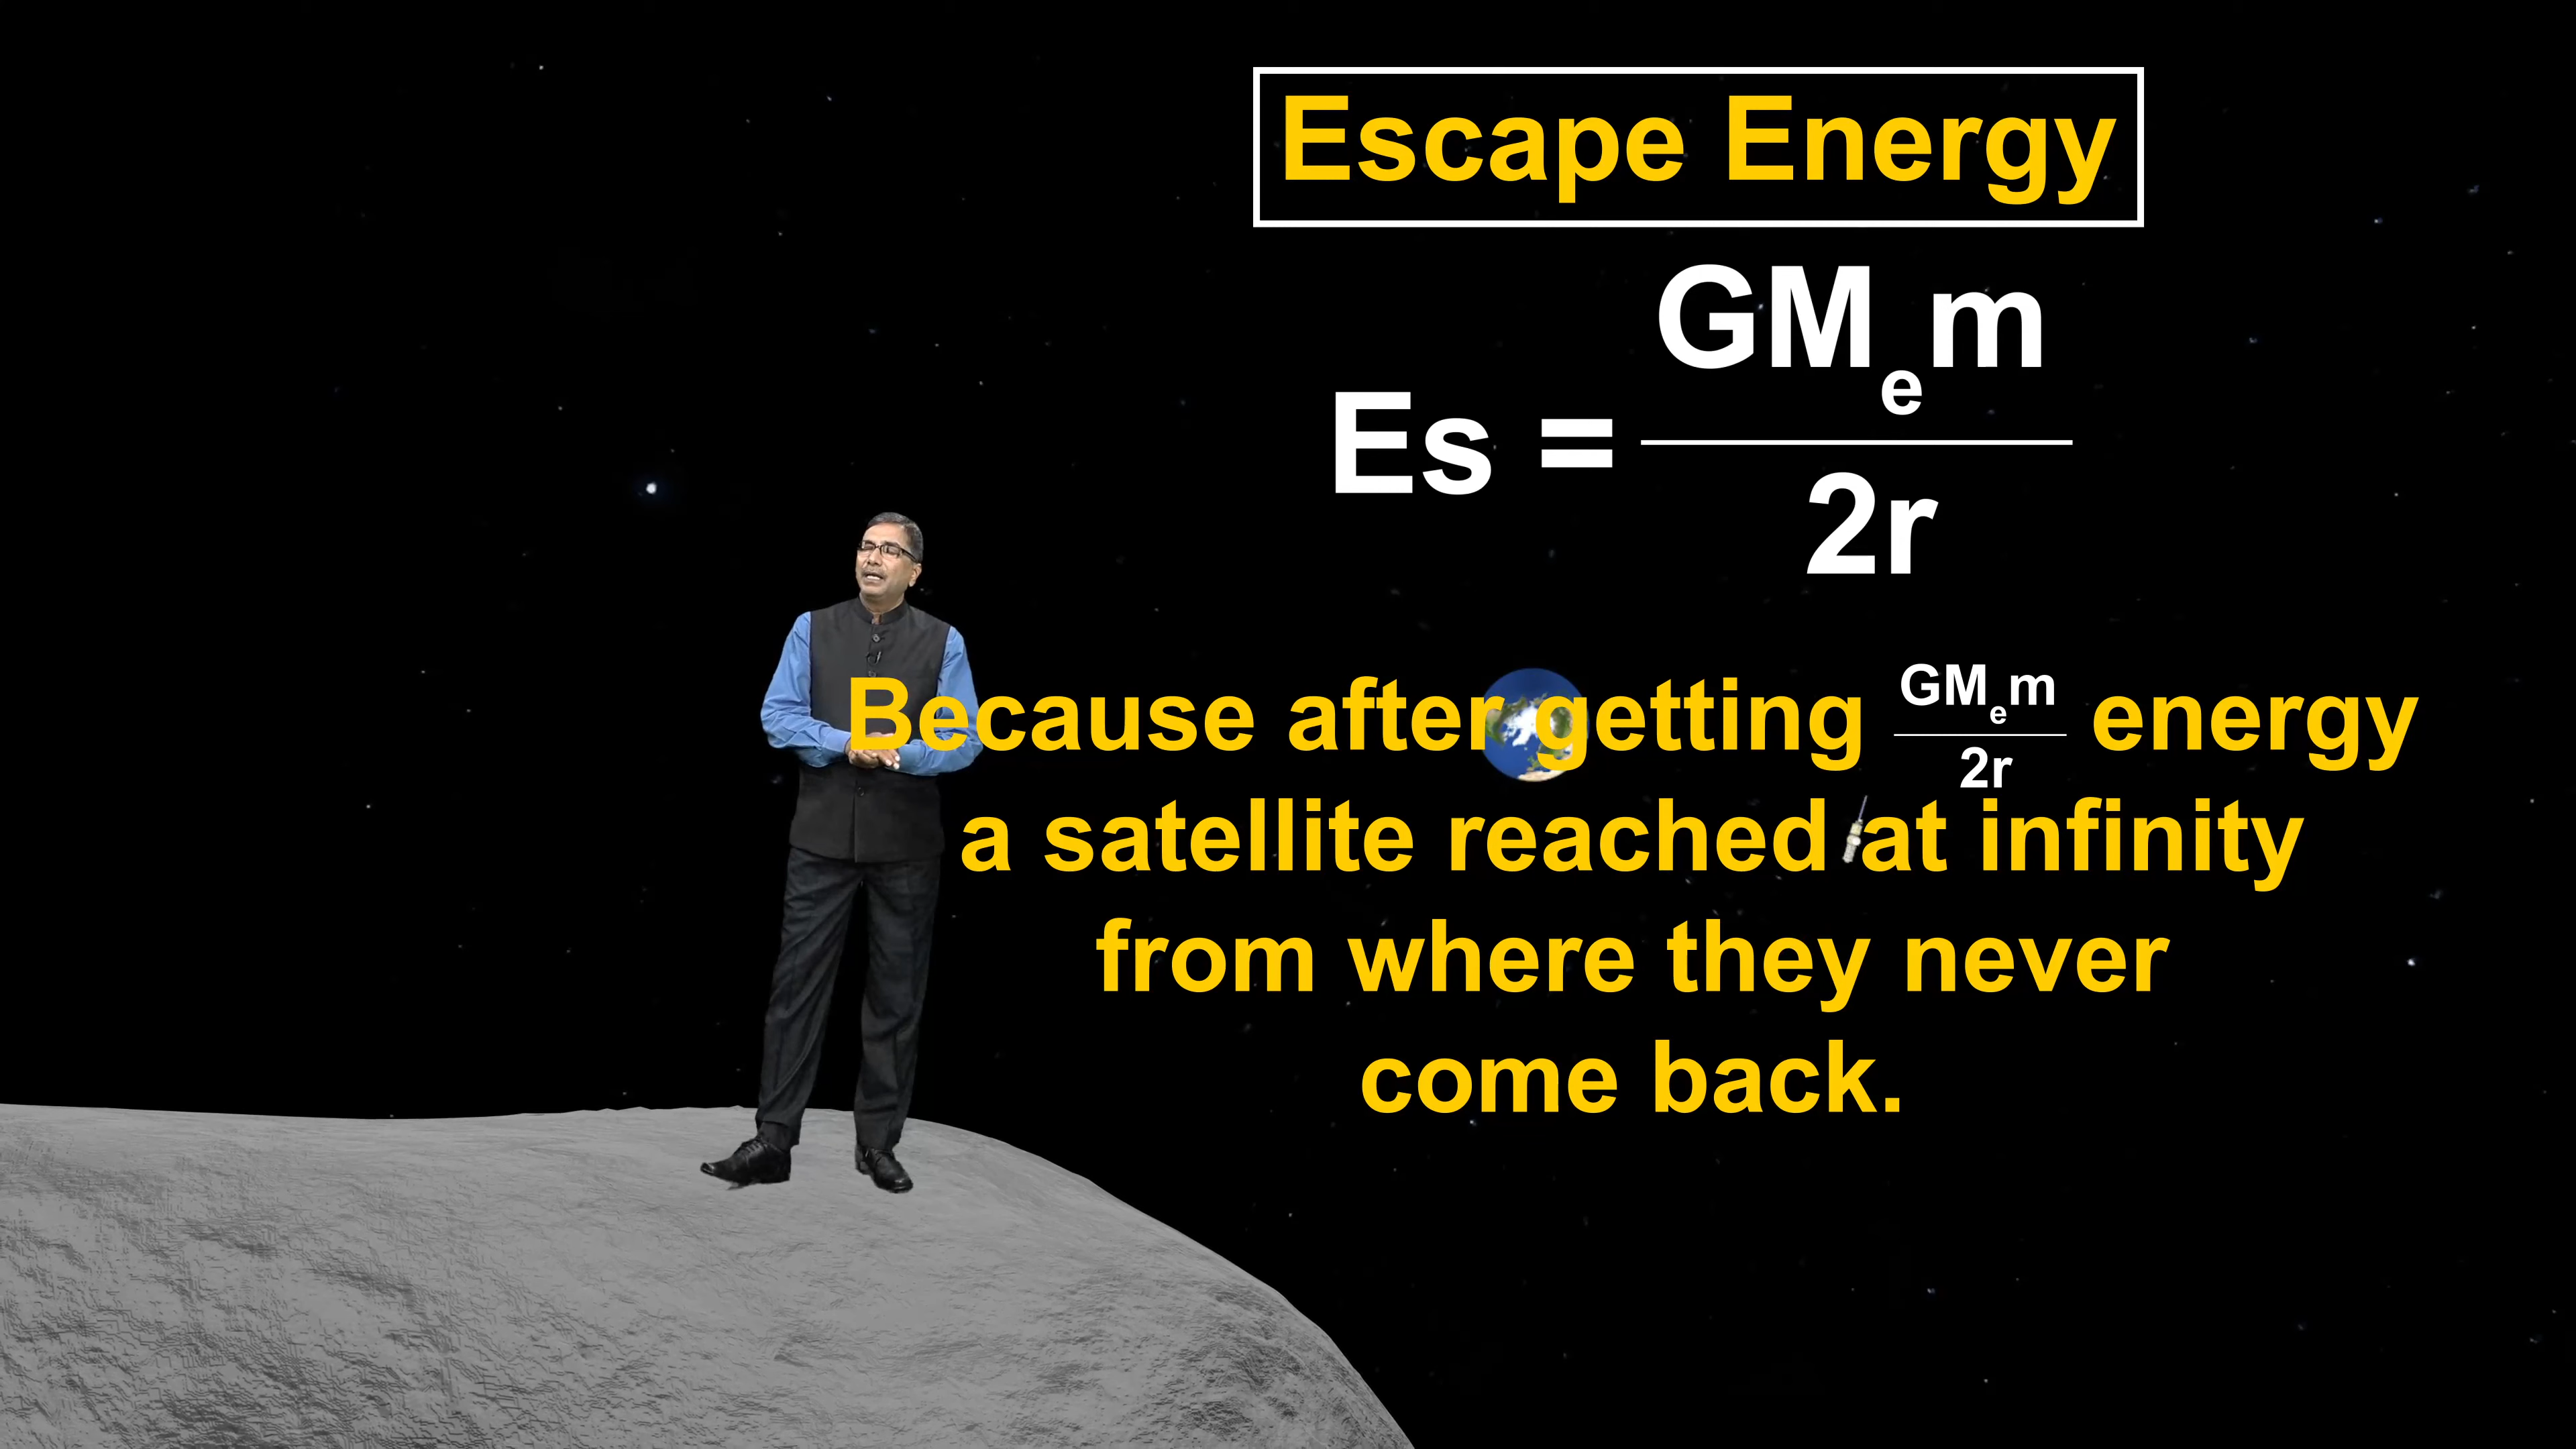 Escape Energy
Es = GMₑm / 2r
Because after getting GMₑm / 2r energy
a satellite reached at infinity
from where they never
come back.